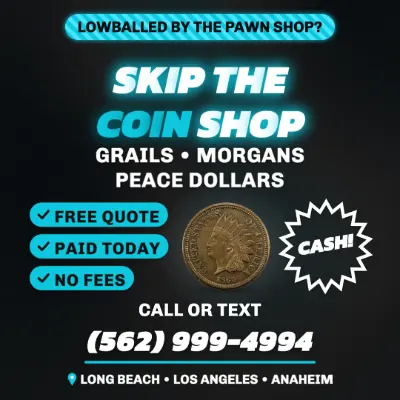 LOWBALLED BY THE PAWN SHOP?
SKIP THE
COIN SHOP
GRAILS • MORGANS
PEACE DOLLARS
FREE QUOTE
PAID TODAY
NO FEES
CASH!
CALL OR TEXT
(562) 999-4994
LONG BEACH • LOS ANGELES • ANAHEIM